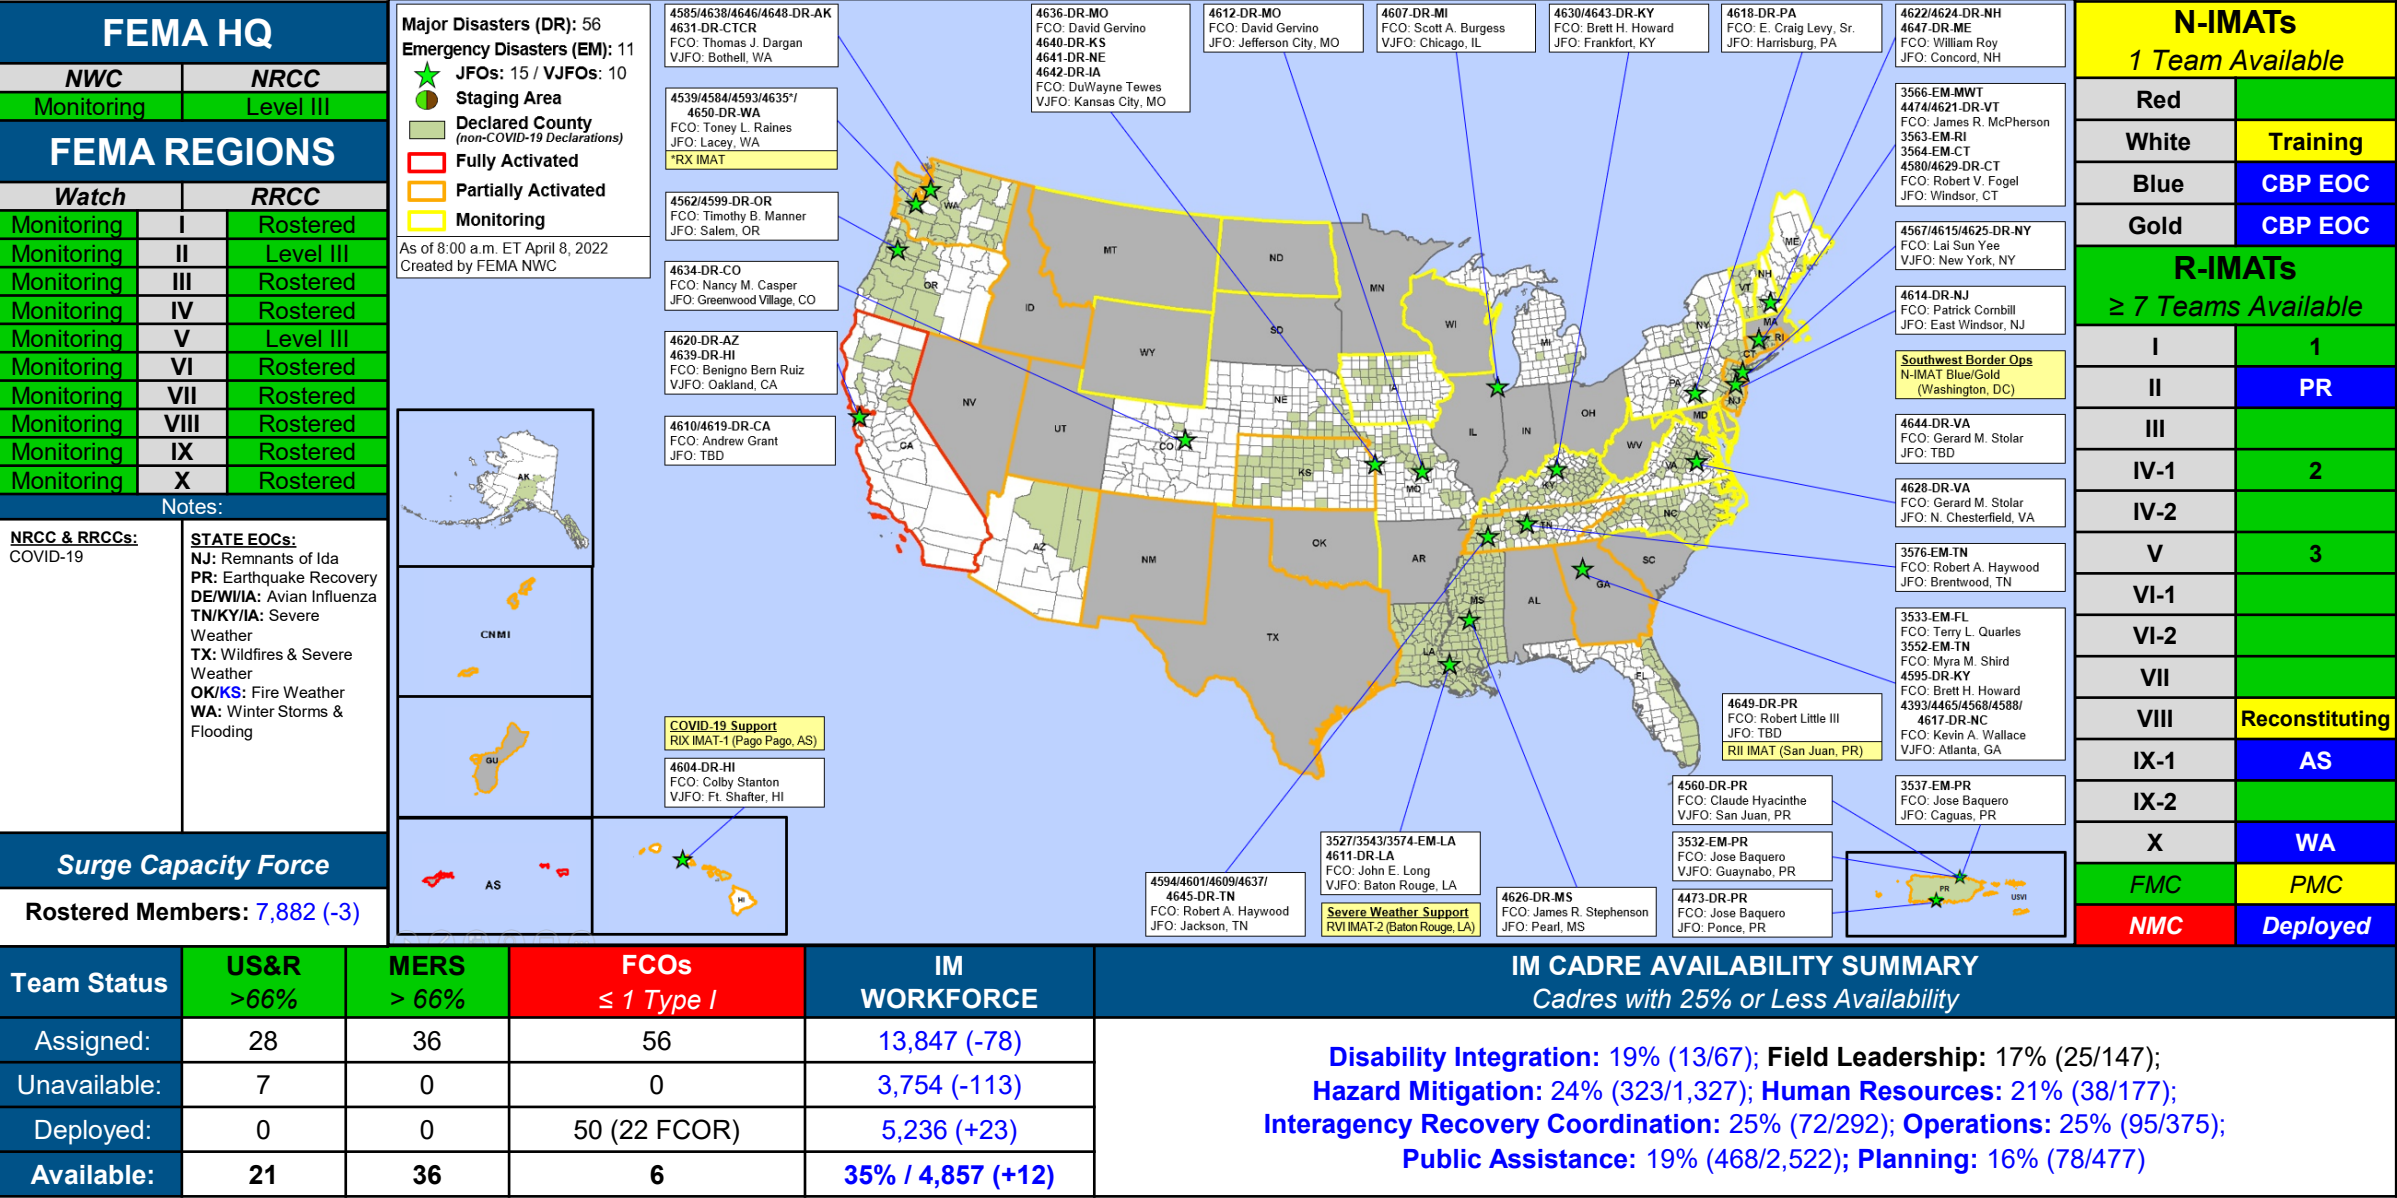 FEMA HQ
NWC NRCC
Monitoring Level III
FEMA REGIONS
Watch RRCC
Monitoring I Rostered
Monitoring II Level III
Monitoring III Rostered
Monitoring IV Rostered
Monitoring V Level III
Monitoring VI Rostered
Monitoring VII Rostered
Monitoring VIII Rostered
Monitoring IX Rostered
Monitoring X Rostered
Notes:
NRCC & RRCCs:
COVID-19
STATE EOCs:
NJ: Remnants of Ida
PR: Earthquake Recovery
DE/WI/IA: Avian Influenza
TN/KY/IA: Severe
Weather
TX: Wildfires & Severe
Weather
OK/KS: Fire Weather
WA: Winter Storms &
Flooding
Surge Capacity Force
Rostered Members: 7,882 (-3)
Major Disasters (DR): 56
Emergency Disasters (EM): 11
JFOs: 15 / VJFOs: 10
Staging Area
Declared County
(non-COVID-19 Declarations)
Fully Activated
Partially Activated
Monitoring
As of 8:00 a.m. ET April 8, 2022
Created by FEMA NWC
4585/4638/4646/4648-DR-AK
4631-DR-CTCR
FCO: Thomas J. Dargan
VJFO: Bothell, WA
4539/4584/4593/4635*/
4650-DR-WA
FCO: Toney L. Raines
JFO: Lacey, WA
*RX IMAT
4562/4599-DR-OR
FCO: Timothy B. Manner
JFO: Salem, OR
4634-DR-CO
FCO: Nancy M. Casper
JFO: Greenwood Village, CO
4620-DR-AZ
4639-DR-HI
FCO: Benigno Bern Ruiz
VJFO: Oakland, CA
4610/4619-DR-CA
FCO: Andrew Grant
JFO: TBD
COVID-19 Support
RIX IMAT-1 (Pago Pago, AS)
4604-DR-HI
FCO: Colby Stanton
VJFO: Ft. Shafter, HI
4636-DR-MO
FCO: David Gervino
4640-DR-KS
4641-DR-NE
4642-DR-IA
FCO: DuWayne Tewes
VJFO: Kansas City, MO
4612-DR-MO
FCO: David Gervino
JFO: Jefferson City, MO
4607-DR-MI
FCO: Scott A. Burgess
VJFO: Chicago, IL
4630/4643-DR-KY
FCO: Brett H. Howard
JFO: Frankfort, KY
4618-DR-PA
FCO: E. Craig Levy, Sr.
JFO: Harrisburg, PA
4622/4624-DR-NH
4647-DR-ME
FCO: William Roy
JFO: Concord, NH
3566-EM-MWT
4474/4621-DR-VT
FCO: James R. McPherson
3563-EM-RI
3564-EM-CT
4580/4629-DR-CT
FCO: Robert V. Fogel
JFO: Windsor, CT
4567/4615/4625-DR-NY
FCO: Lai Sun Yee
VJFO: New York, NY
4614-DR-NJ
FCO: Patrick Cornbill
JFO: East Windsor, NJ
Southwest Border Ops
N-IMAT Blue/Gold
(Washington, DC)
4644-DR-VA
FCO: Gerard M. Stolar
JFO: TBD
4628-DR-VA
FCO: Gerard M. Stolar
JFO: N. Chesterfield, VA
3576-EM-TN
FCO: Robert A. Haywood
JFO: Brentwood, TN
3533-EM-FL
FCO: Terry L. Quarles
3552-EM-TN
FCO: Myra M. Shird
4595-DR-KY
FCO: Brett H. Howard
4393/4465/4568/4588/
4617-DR-NC
FCO: Kevin A. Wallace
VJFO: Atlanta, GA
4649-DR-PR
FCO: Robert Little III
JFO: TBD
RII IMAT (San Juan, PR)
4560-DR-PR
FCO: Claude Hyacinthe
VJFO: San Juan, PR
3537-EM-PR
FCO: Jose Baquero
JFO: Caguas, PR
3532-EM-PR
FCO: Jose Baquero
VJFO: Guaynabo, PR
4473-DR-PR
FCO: Jose Baquero
JFO: Ponce, PR
4594/4601/4609/4637/
4645-DR-TN
FCO: Robert A. Haywood
JFO: Jackson, TN
3527/3543/3574-EM-LA
4611-DR-LA
FCO: John E. Long
VJFO: Baton Rouge, LA
Severe Weather Support
RVI IMAT-2 (Baton Rouge, LA)
4626-DR-MS
FCO: James R. Stephenson
JFO: Pearl, MS
WA
MT
ND
MN
ME
OR
ID
SD
WI
MI
NY
VT
NH
MA
CT
RI
WY
NE
IA
PA
NJ
MD
NV
UT
CO
KS
MO
IL
IN
OH
WV
VA
KY
CA
AZ
NM
OK
AR
TN
NC
SC
TX
LA
MS
AL
GA
FL
AK
CNMI
GU
AS
HI
PR
USVI
N-IMATs
1 Team Available
Red
White Training
Blue CBP EOC
Gold CBP EOC
R-IMATs
≥ 7 Teams Available
I 1
II PR
III
IV-1 2
IV-2
V 3
VI-1
VI-2
VII
VIII Reconstituting
IX-1 AS
IX-2
X WA
FMC PMC
NMC Deployed
Team Status US&R >66% MERS > 66% FCOs ≤ 1 Type I IM WORKFORCE
Assigned: 28 36 56 13,847 (-78)
Unavailable: 7 0 0 3,754 (-113)
Deployed: 0 0 50 (22 FCOR) 5,236 (+23)
Available: 21 36 6 35% / 4,857 (+12)
IM CADRE AVAILABILITY SUMMARY
Cadres with 25% or Less Availability
Disability Integration: 19% (13/67); Field Leadership: 17% (25/147);
Hazard Mitigation: 24% (323/1,327); Human Resources: 21% (38/177);
Interagency Recovery Coordination: 25% (72/292); Operations: 25% (95/375);
Public Assistance: 19% (468/2,522); Planning: 16% (78/477)